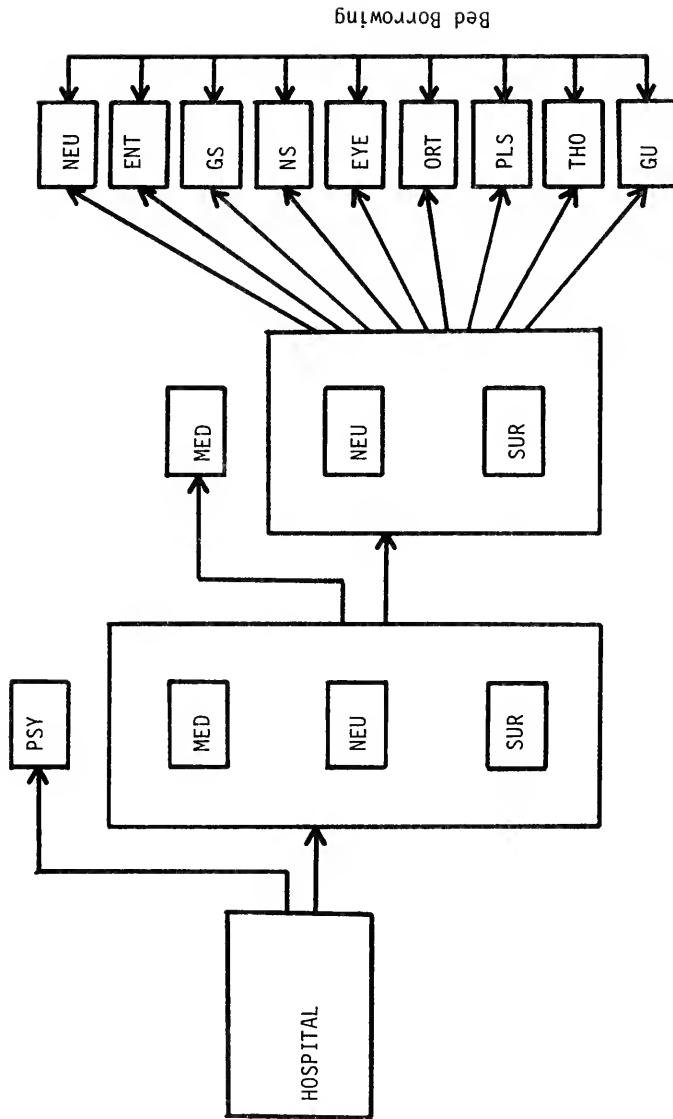 HOSPITAL
PSY
MED
NEU
SUR
MED
NEU
SUR
NEU
ENT
GS
NS
EYE
ORT
PLS
THO
GU
Bed Borrowing